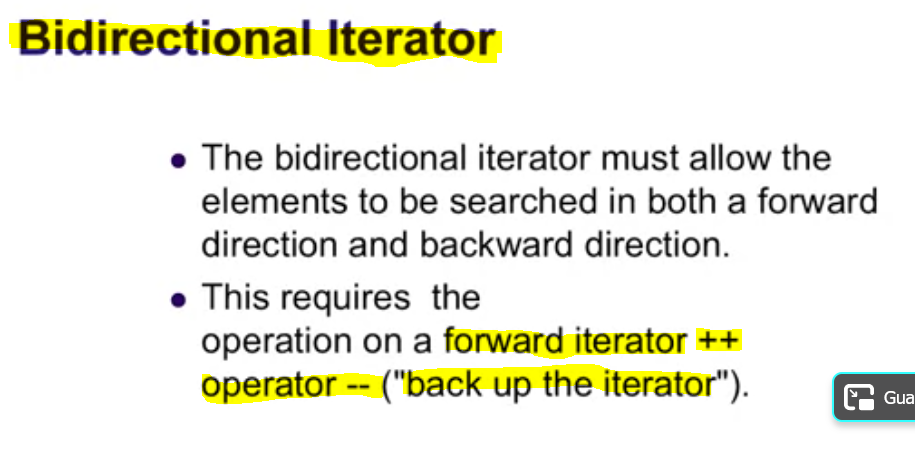 Bidirectional Iterator
• The bidirectional iterator must allow the
elements to be searched in both a forward
direction and backward direction.
• This requires the
operation on a forward iterator ++
operator -- ("back up the iterator").
Gua